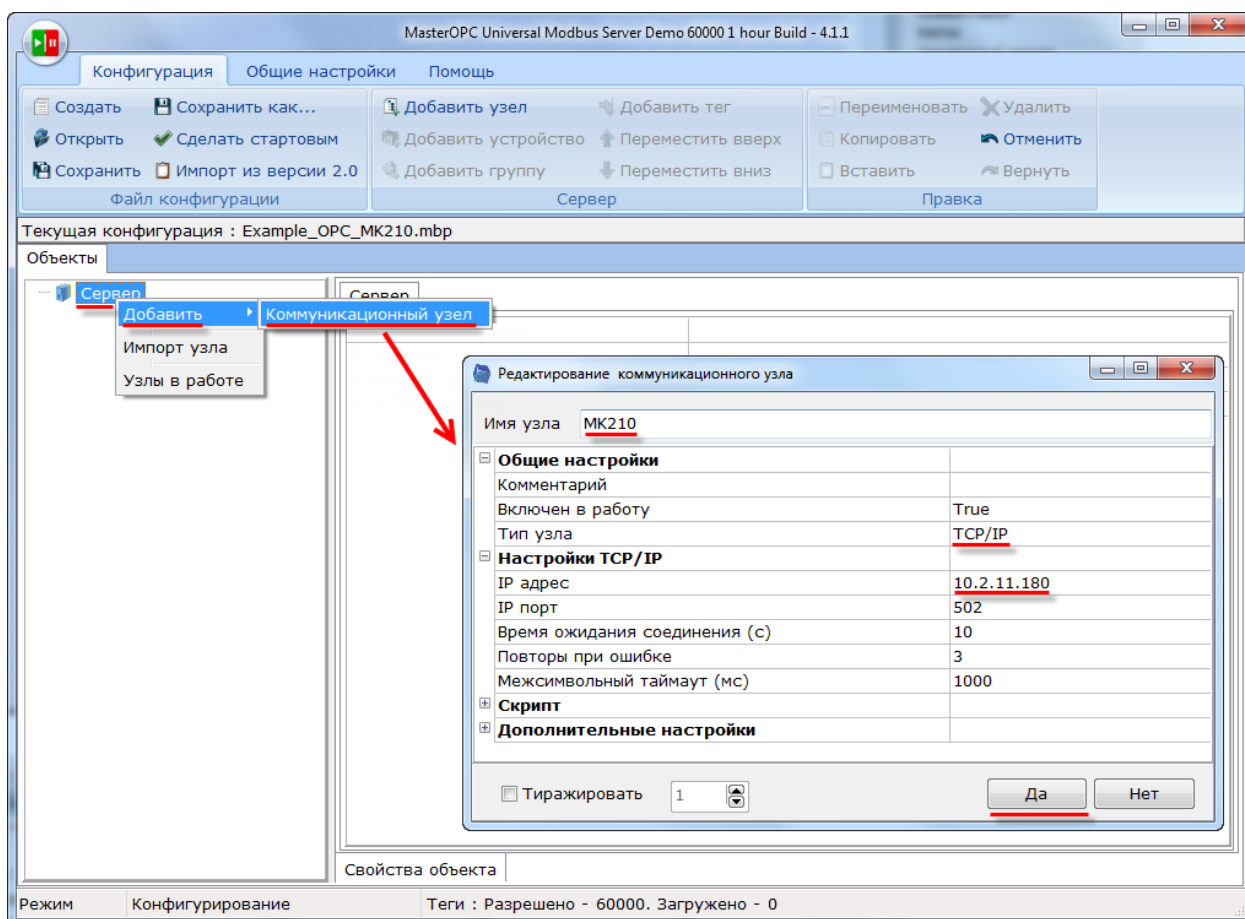 MasterOPC Universal Modbus Server Demo 60000 1 hour Build - 4.1.1
Конфигурация Общие настройки Помощь
Создать Сохранить как... Добавить узел Добавить тег Переименовать Удалить
Открыть Сделать стартовым Добавить устройство Переместить вверх Копировать Отменить
Сохранить Импорт из версии 2.0 Добавить группу Переместить вниз Вставить Вернуть
Файл конфигурации Сервер Правка
Текущая конфигурация : Example_OPC_MK210.mbp
Объекты
Сервер Сервер
Добавить Коммуникационный узел
Импорт узла
Узлы в работе
Редактирование коммуникационного узла
Имя узла MK210
Общие настройки
Комментарий
Включен в работу True
Тип узла TCP/IP
Настройки TCP/IP
IP адрес 10.2.11.180
IP порт 502
Время ожидания соединения (с) 10
Повторы при ошибке 3
Межсимвольный таймаут (мс) 1000
Скрипт
Дополнительные настройки
Тиражировать 1 Да Нет
Свойства объекта
Режим Конфигурирование Теги : Разрешено - 60000. Загружено - 0